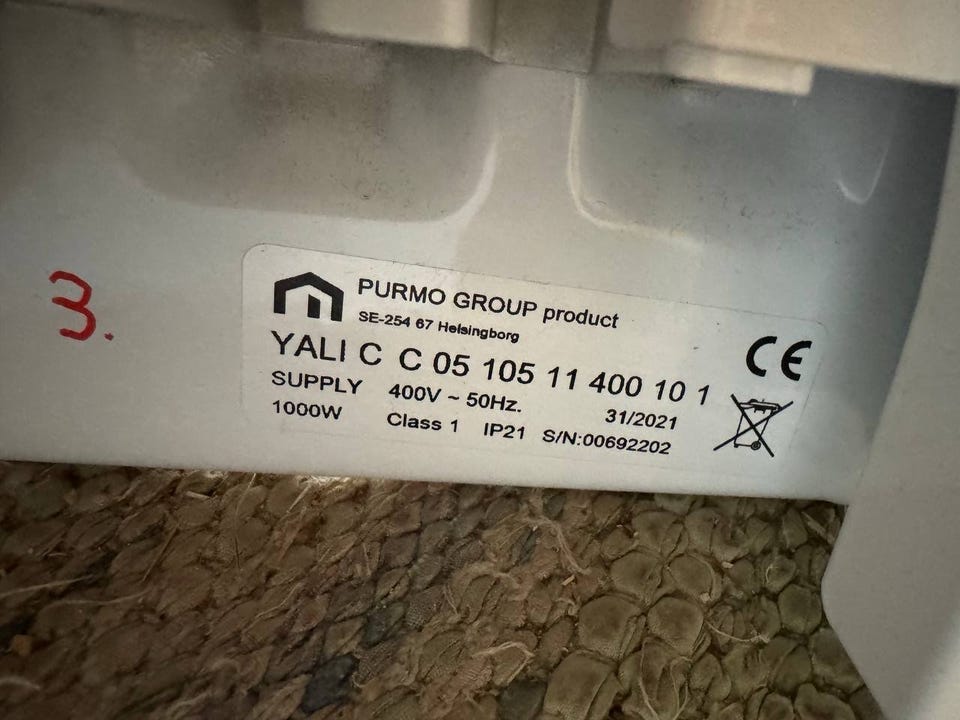 3.
PURMO GROUP product
SE-254 67 Helsingborg
YALI C C 05 105 11 400 10 1
SUPPLY 400V ~ 50Hz. 31/2021
1000W Class 1 IP21 S/N:00692202
CE